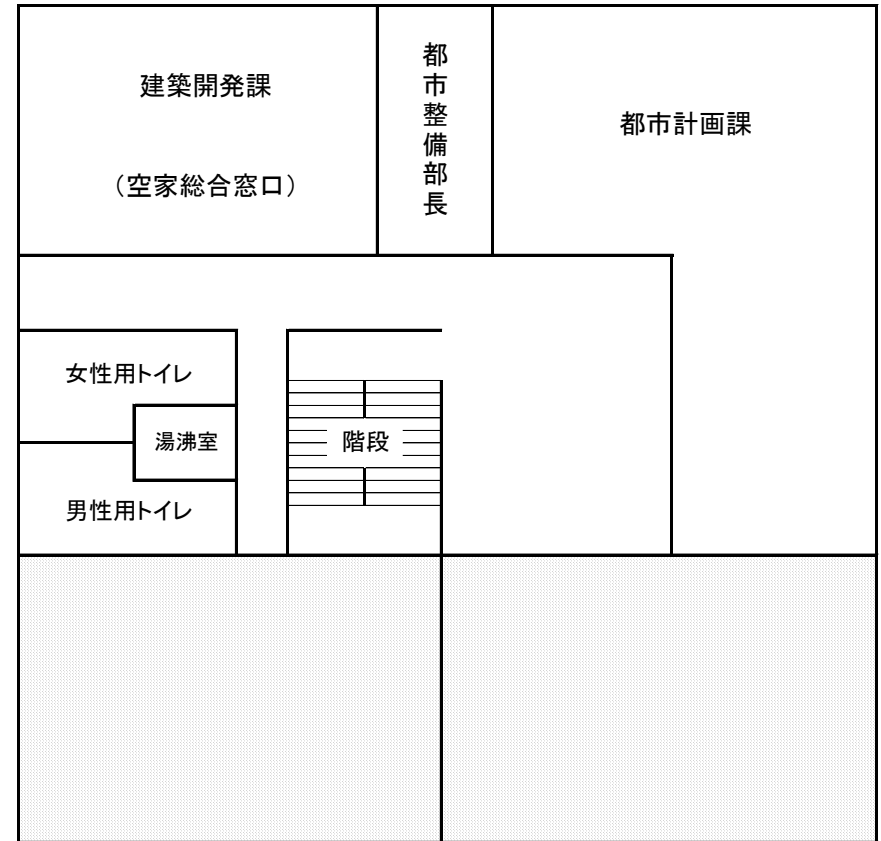 建築開発課
（空家総合窓口）
都市整備部長
都市計画課
女性用トイレ
湯沸室
階段
男性用トイレ